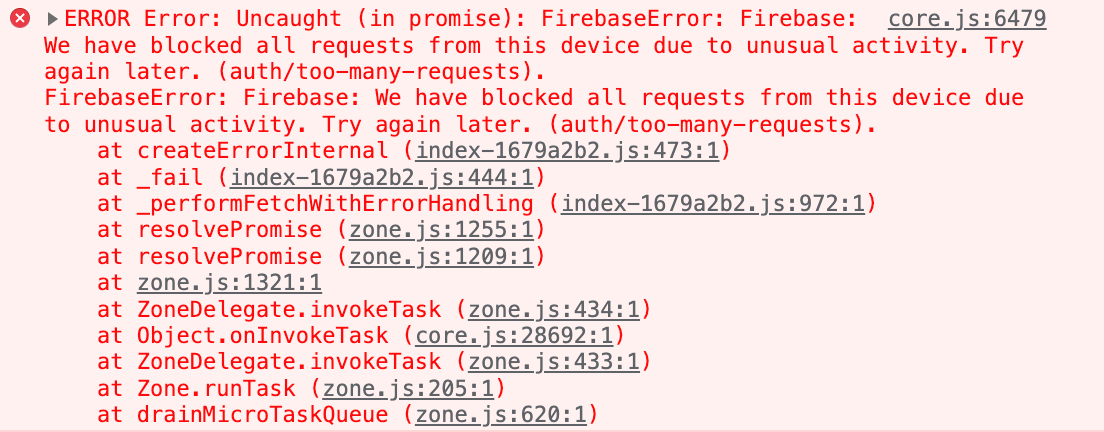 ERROR Error: Uncaught (in promise): FirebaseError: Firebase: core.js:6479
We have blocked all requests from this device due to unusual activity. Try
again later. (auth/too-many-requests).
FirebaseError: Firebase: We have blocked all requests from this device due
to unusual activity. Try again later. (auth/too-many-requests).
at createErrorInternal (index-1679a2b2.js:473:1)
at _fail (index-1679a2b2.js:444:1)
at _performFetchWithErrorHandling (index-1679a2b2.js:972:1)
at resolvePromise (zone.js:1255:1)
at resolvePromise (zone.js:1209:1)
at zone.js:1321:1
at ZoneDelegate.invokeTask (zone.js:434:1)
at Object.onInvokeTask (core.js:28692:1)
at ZoneDelegate.invokeTask (zone.js:433:1)
at Zone.runTask (zone.js:205:1)
at drainMicroTaskQueue (zone.js:620:1)